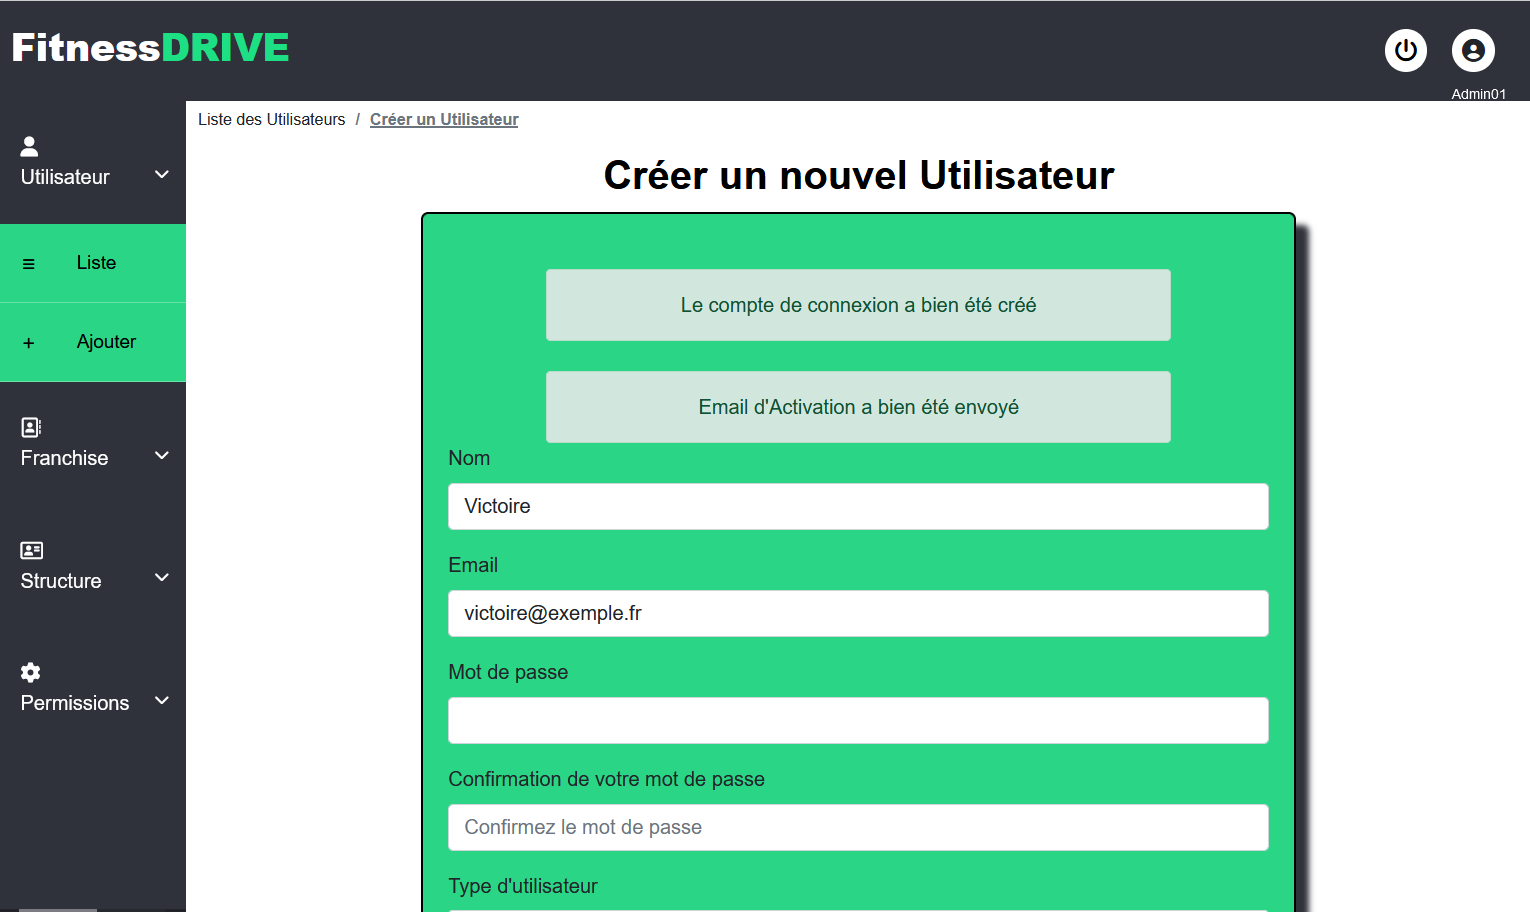 FitnessDRIVE
Admin01
Liste des Utilisateurs / Créer un Utilisateur
Utilisateur
Liste
Ajouter
Franchise
Structure
Permissions
Créer un nouvel Utilisateur
Le compte de connexion a bien été créé
Email d'Activation a bien été envoyé
Nom
Victoire
Email
victoire@exemple.fr
Mot de passe
Confirmation de votre mot de passe
Confirmez le mot de passe
Type d'utilisateur